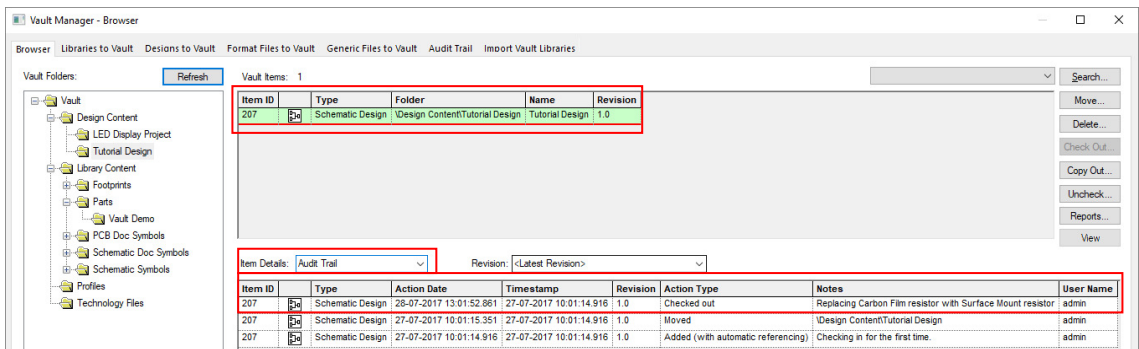 Vault Manager - Browser
Browser Libraries to Vault Designs to Vault Format Files to Vault Generic Files to Vault Audit Trail Import Vault Libraries
Vault Folders: Refresh Vault Items: 1 Search...
Item ID Type Folder Name Revision
207 Schematic Design \Design Content\Tutorial Design Tutorial Design 1.0
Vault
Design Content
LED Display Project
Tutorial Design
Library Content
Footprints
Parts
Vault Demo
PCB Doc Symbols
Schematic Doc Symbols
Schematic Symbols
Profiles
Technology Files
Move...
Delete...
Check Out...
Copy Out...
Uncheck...
Reports...
View
Item Details: Audit Trail Revision: <Latest Revision>
Item ID Type Action Date Timestamp Revision Action Type Notes User Name
207 Schematic Design 28-07-2017 13:01:52.861 27-07-2017 10:01:14.916 1.0 Checked out Replacing Carbon Film resistor with Surface Mount resistor admin
207 Schematic Design 27-07-2017 10:01:15.351 27-07-2017 10:01:14.916 1.0 Moved \Design Content\Tutorial Design admin
207 Schematic Design 27-07-2017 10:01:14.916 27-07-2017 10:01:14.916 1.0 Added (with automatic referencing) Checking in for the first time. admin